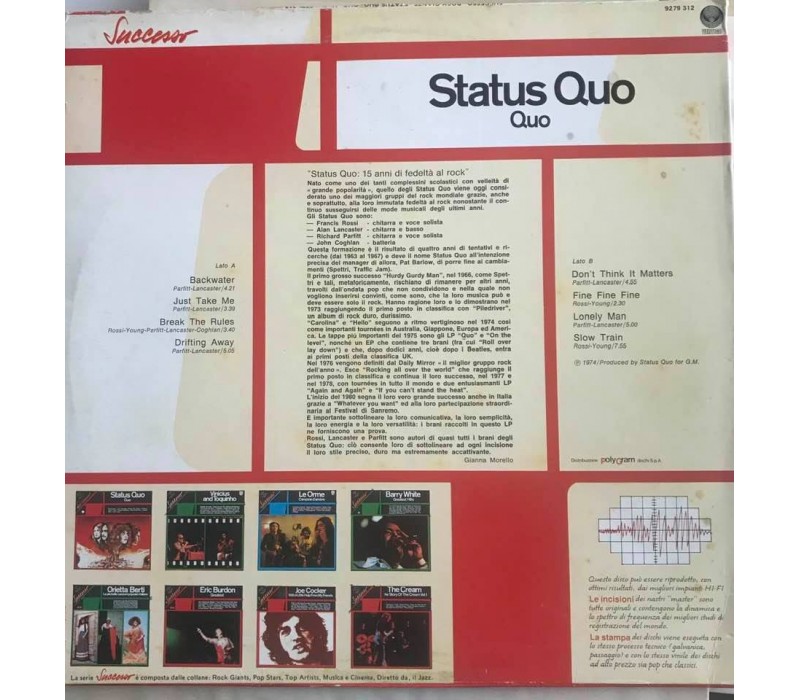 Successo
9279 312
Status Quo
Quo
Lato A
Backwater
Parfitt-Lancaster/4.21
Just Take Me
Parfitt-Lancaster/3.39
Break The Rules
Rossi-Young-Parfitt-Lancaster-Coghlan/3.40
Drifting Away
Parfitt-Lancaster/5.05
"Status Quo: 15 anni di fedeltà al rock"
Nato come uno dei tanti complessini scolastici con velleità di
« grande popolarità », quello degli Status Quo viene oggi consi-
derato uno dei maggiori gruppi del rock mondiale grazie, anche
e soprattutto, alla loro immutata fedeltà al rock nonostante il con-
tinuo susseguirsi delle mode musicali degli ultimi anni.
Gli Status Quo sono:
— Francis Rossi - chitarra e voce solista
— Alan Lancaster - chitarra e basso
— Richard Parfitt - chitarra e voce solista
— John Coghlan - batteria
Questa formazione è il risultato di quattro anni di tentativi e ri-
cerche (dal 1963 al 1967) e deve il nome Status Quo all'intenzione
precisa del manager di allora, Pat Barlow, di porre fine ai cambia-
menti (Spettri, Traffic Jam).
Il primo grosso successo "Hurdy Gurdy Man", nel 1966, come Spet-
tri e tali, metaforicamente, rischiano di rimanere per altri anni,
travolti dall'ondata pop che non condividono e nella quale non
vogliono inserirsi convinti, come sono, che la loro musica può e
deve essere solo il rock. Hanno ragione loro e lo dimostrano nel
1973 raggiungendo il primo posto in classifica con "Piledriver",
un album di rock duro, durissimo.
"Carolina" e "Hello" seguono a ritmo vertiginoso nel 1974 così
come importanti tournées in Australia, Giappone, Europa ed Ameri-
ca. Le tappe più importanti del 1975 sono gli LP "Quo" e "On the
level", nonché un EP che contiene tre brani (fra cui "Roll over
lay down") e che, dopo dodici anni, cioè dopo i Beatles, entra
ai primi posti della classifica UK.
Nel 1976 vengono definiti dal Daily Mirror « il miglior gruppo rock
dell'anno ». Esce "Rocking all over the world" che raggiunge il
primo posto in classifica e continua il loro successo, nel 1977 e
nel 1978, con tournées in tutto il mondo e due entusiasmanti LP
"Again and Again" e "If you can't stand the heat".
L'inizio del 1980 segna il loro vero grande successo anche in Italia
grazie a "Whatever you want" ed alla loro partecipazione straordi-
naria al Festival di Sanremo.
È importante sottolineare la loro comunicativa, la loro semplicità,
la loro energia e la loro versatilità: i brani raccolti in questo LP
ne forniscono una prova.
Rossi, Lancaster e Parfitt sono autori di quasi tutti i brani degli
Status Quo: ciò consente loro di sottolineare ad ogni incisione
il loro stile preciso, duro ma estremamente accattivante.
Gianna Morello
Lato B
Don't Think It Matters
Parfitt-Lancaster/4.55
Fine Fine Fine
Rossi-Young/2.30
Lonely Man
Parfitt-Lancaster/5.00
Slow Train
Rossi-Young/7.55
℗ 1974/Produced by Status Quo for G.M.
Distribuzione polygram dischi S.p.A.
Status Quo
Quo
Vinicius
and Toquinho
Le Orme
Barry White
Orietta Berti
Eric Burdon
Joe Cocker
The Cream
Questo disco può essere riprodotto, con
ottimi risultati, dai migliori impianti HI-FI
Le incisioni dei nostri "master" sono
tutte originali e contengono la dinamica e
lo spettro di frequenza dei migliori studi di
registrazione del mondo.
La stampa dei dischi viene eseguita con
lo stesso processo tecnico (galvanica,
passaggio) e con lo stesso vinile dei dischi
ad alto prezzo sia pop che classici.
La serie Successo è composta dalle collane: Rock Giants, Pop Stars, Top Artists, Musica e Cinema, Diretta da, il Jazz.